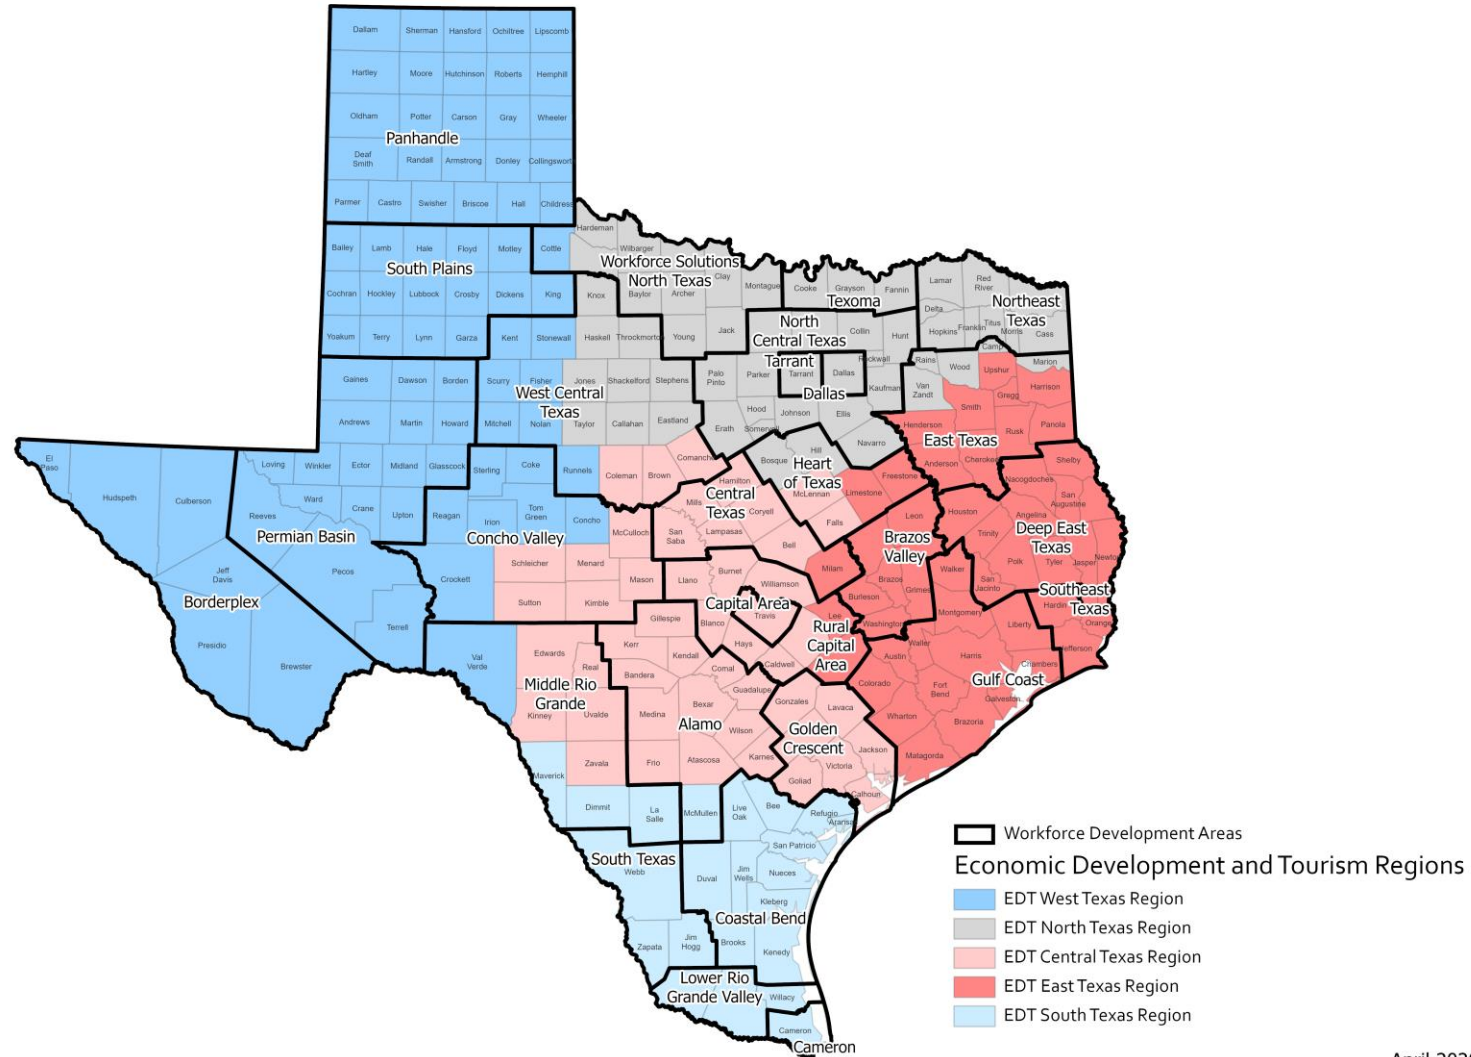 Dallam Sherman Hansford Ochiltree Lipscomb
Hartley Moore Hutchinson Roberts Hemphill
Oldham Potter Carson Gray Wheeler
Panhandle
Deaf
Smith
Randall Armstrong Donley Collingswort
Parmer Castro Swisher Briscoe Hall Childress
Hardeman
Bailey Lamb Hale Floyd Motley Cottle
Wilbarger
South Plains
Workforce Solutions
North Texas
Clay
Montague
Cooke Grayson Fannin
Texoma
Lamar
Red
River
Northeast
Texas
Cochran Hockley Lubbock Crosby Dickens King
Knox Baylor Archer
Delta
Hopkins Franklin Titus
Morris
Cass
Camp
Yoakum Terry Lynn Garza Kent Stonewall
Haskell Throckmorto Young Jack
North
Central Texas
Collin Hunt
Rockwall
Rains
Wood
Upshur
Marion
Gaines Dawson Borden Scurry Fisher
Jones Shackelford Stephens
Palo
Pinto
Parker
Tarrant
Tarrant
Dallas
Dallas
Kaufman
Van
Zandt
Gregg
Harrison
West Central
Texas
Andrews Martin Howard Mitchell Nolan
Taylor Callahan Eastland
Erath
Hood
Somervell
Johnson Ellis
Navarro
Henderson
Smith
Rusk Panola
East Texas
Anderson
Cherokee
El
Paso
Hudspeth Culberson
Loving Winkler Ector Midland Glasscock
Sterling Coke Runnels
Coleman Brown Comanche
Hamilton
Bosque
Hill
Heart
of Texas
McLennan
Limestone
Freestone
Shelby
Nacogdoches
San
Augustine
Ward
Crane
Upton
Reeves
Permian Basin
Reagan
Irion
Tom
Green
Concho
Concho Valley
McCulloch
Mills
Central
Texas
Coryell
San
Saba
Lampasas
Bell
Falls
Leon
Brazos
Valley
Houston
Trinity
Angelina
Deep East
Texas
Newto
Polk Tyler Jasper
Jeff
Davis
Borderplex
Pecos
Crockett
Schleicher Menard
Mason
Sutton Kimble
Llano Burnet
Williamson
Milam
Burleson
Brazos
Grimes
Walker
San
Jacinto
Southeast
Texas
Hardin
Orange
Jefferson
Montgomery
Liberty
Presidio
Brewster
Terrell
Val
Verde
Edwards
Real
Gillespie
Kerr
Kendall
Bandera
Comal
Blanco
Hays
Capital Area
Travis
Caldwell
Lee
Rural
Capital
Area
Washington
Waller
Austin
Harris
Chambers
Gulf Coast
Galveston
Colorado
Fort
Bend
Wharton
Brazoria
Matagorda
Middle Rio
Grande
Kinney Uvalde
Medina
Bexar
Guadalupe
Alamo
Wilson
Gonzales
Lavaca
Golden
Crescent
Jackson
Victoria
Maverick
Zavala
Frio
Atascosa
Karnes
Goliad
Calhoun
Dimmit
La
Salle
McMullen
Live
Oak
Bee
Refugio
Aransas
San Patricio
South Texas
Webb
Duval
Jim
Wells
Nueces
Kleberg
Coastal Bend
Zapata
Jim
Hogg
Brooks
Kenedy
Lower Rio
Grande Valley
Willacy
Cameron
Cameron
Workforce Development Areas
Economic Development and Tourism Regions
EDT West Texas Region
EDT North Texas Region
EDT Central Texas Region
EDT East Texas Region
EDT South Texas Region